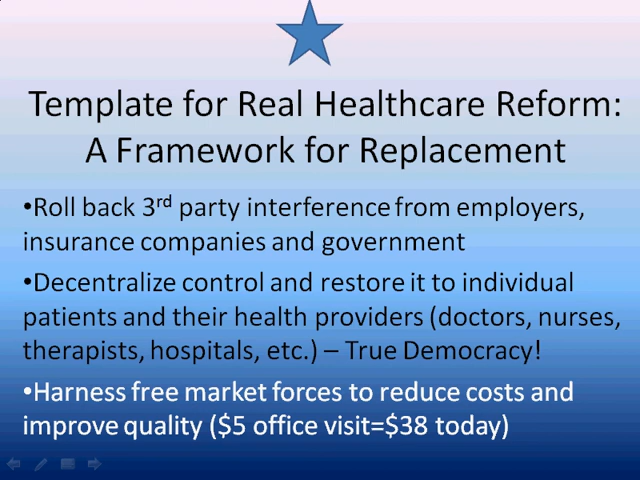 Template for Real Healthcare Reform:
A Framework for Replacement
•Roll back 3rd party interference from employers,
insurance companies and government
•Decentralize control and restore it to individual
patients and their health providers (doctors, nurses,
therapists, hospitals, etc.) – True Democracy!
•Harness free market forces to reduce costs and
improve quality ($5 office visit=$38 today)